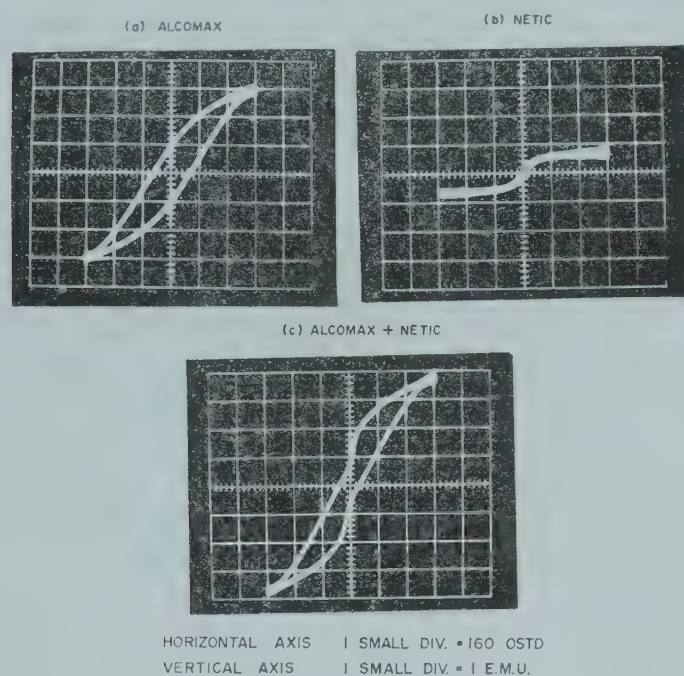 (a) ALCOMAX
(b) NETIC
(c) ALCOMAX + NETIC
HORIZONTAL AXIS 1 SMALL DIV. = 160 OSTD
VERTICAL AXIS 1 SMALL DIV. = 1 E.M.U.